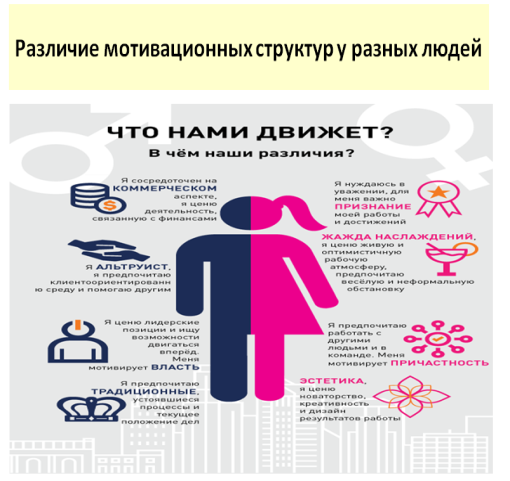 Различие мотивационных структур у разных людей
ЧТО НАМИ ДВИЖЕТ?
В чём наши различия?
Я сосредоточен на
КОММЕРЧЕСКОМ
аспекте,
я ценю
деятельность,
связанную с финансами
Я АЛЬТРУИСТ,
я предпочитаю
клиентоориентированн
ю среду и помогаю другим
Я ценю лидерские
позиции и ищу
возможности
двигаться
вперёд.
Меня
мотивирует ВЛАСТЬ
Я предпочитаю
ТРАДИЦИОННЫЕ,
устоявшиеся
процессы и
текущее
положение дел
Я нуждаюсь в
уважении, для
меня важно
ПРИЗНАНИЕ
моей работы
и достижений
ЖАЖДА НАСЛАЖДЕНИЙ,
я ценю живую и
оптимистичную
рабочую
атмосферу,
предпочитаю
весёлую и неформальную
обстановку
Я предпочитаю
работать с
другими
людьми и в
команде. Меня
мотивирует ПРИЧАСТНОСТЬ
ЭСТЕТИКА,
я ценю
новаторство,
креативность
и дизайн
результатов работы